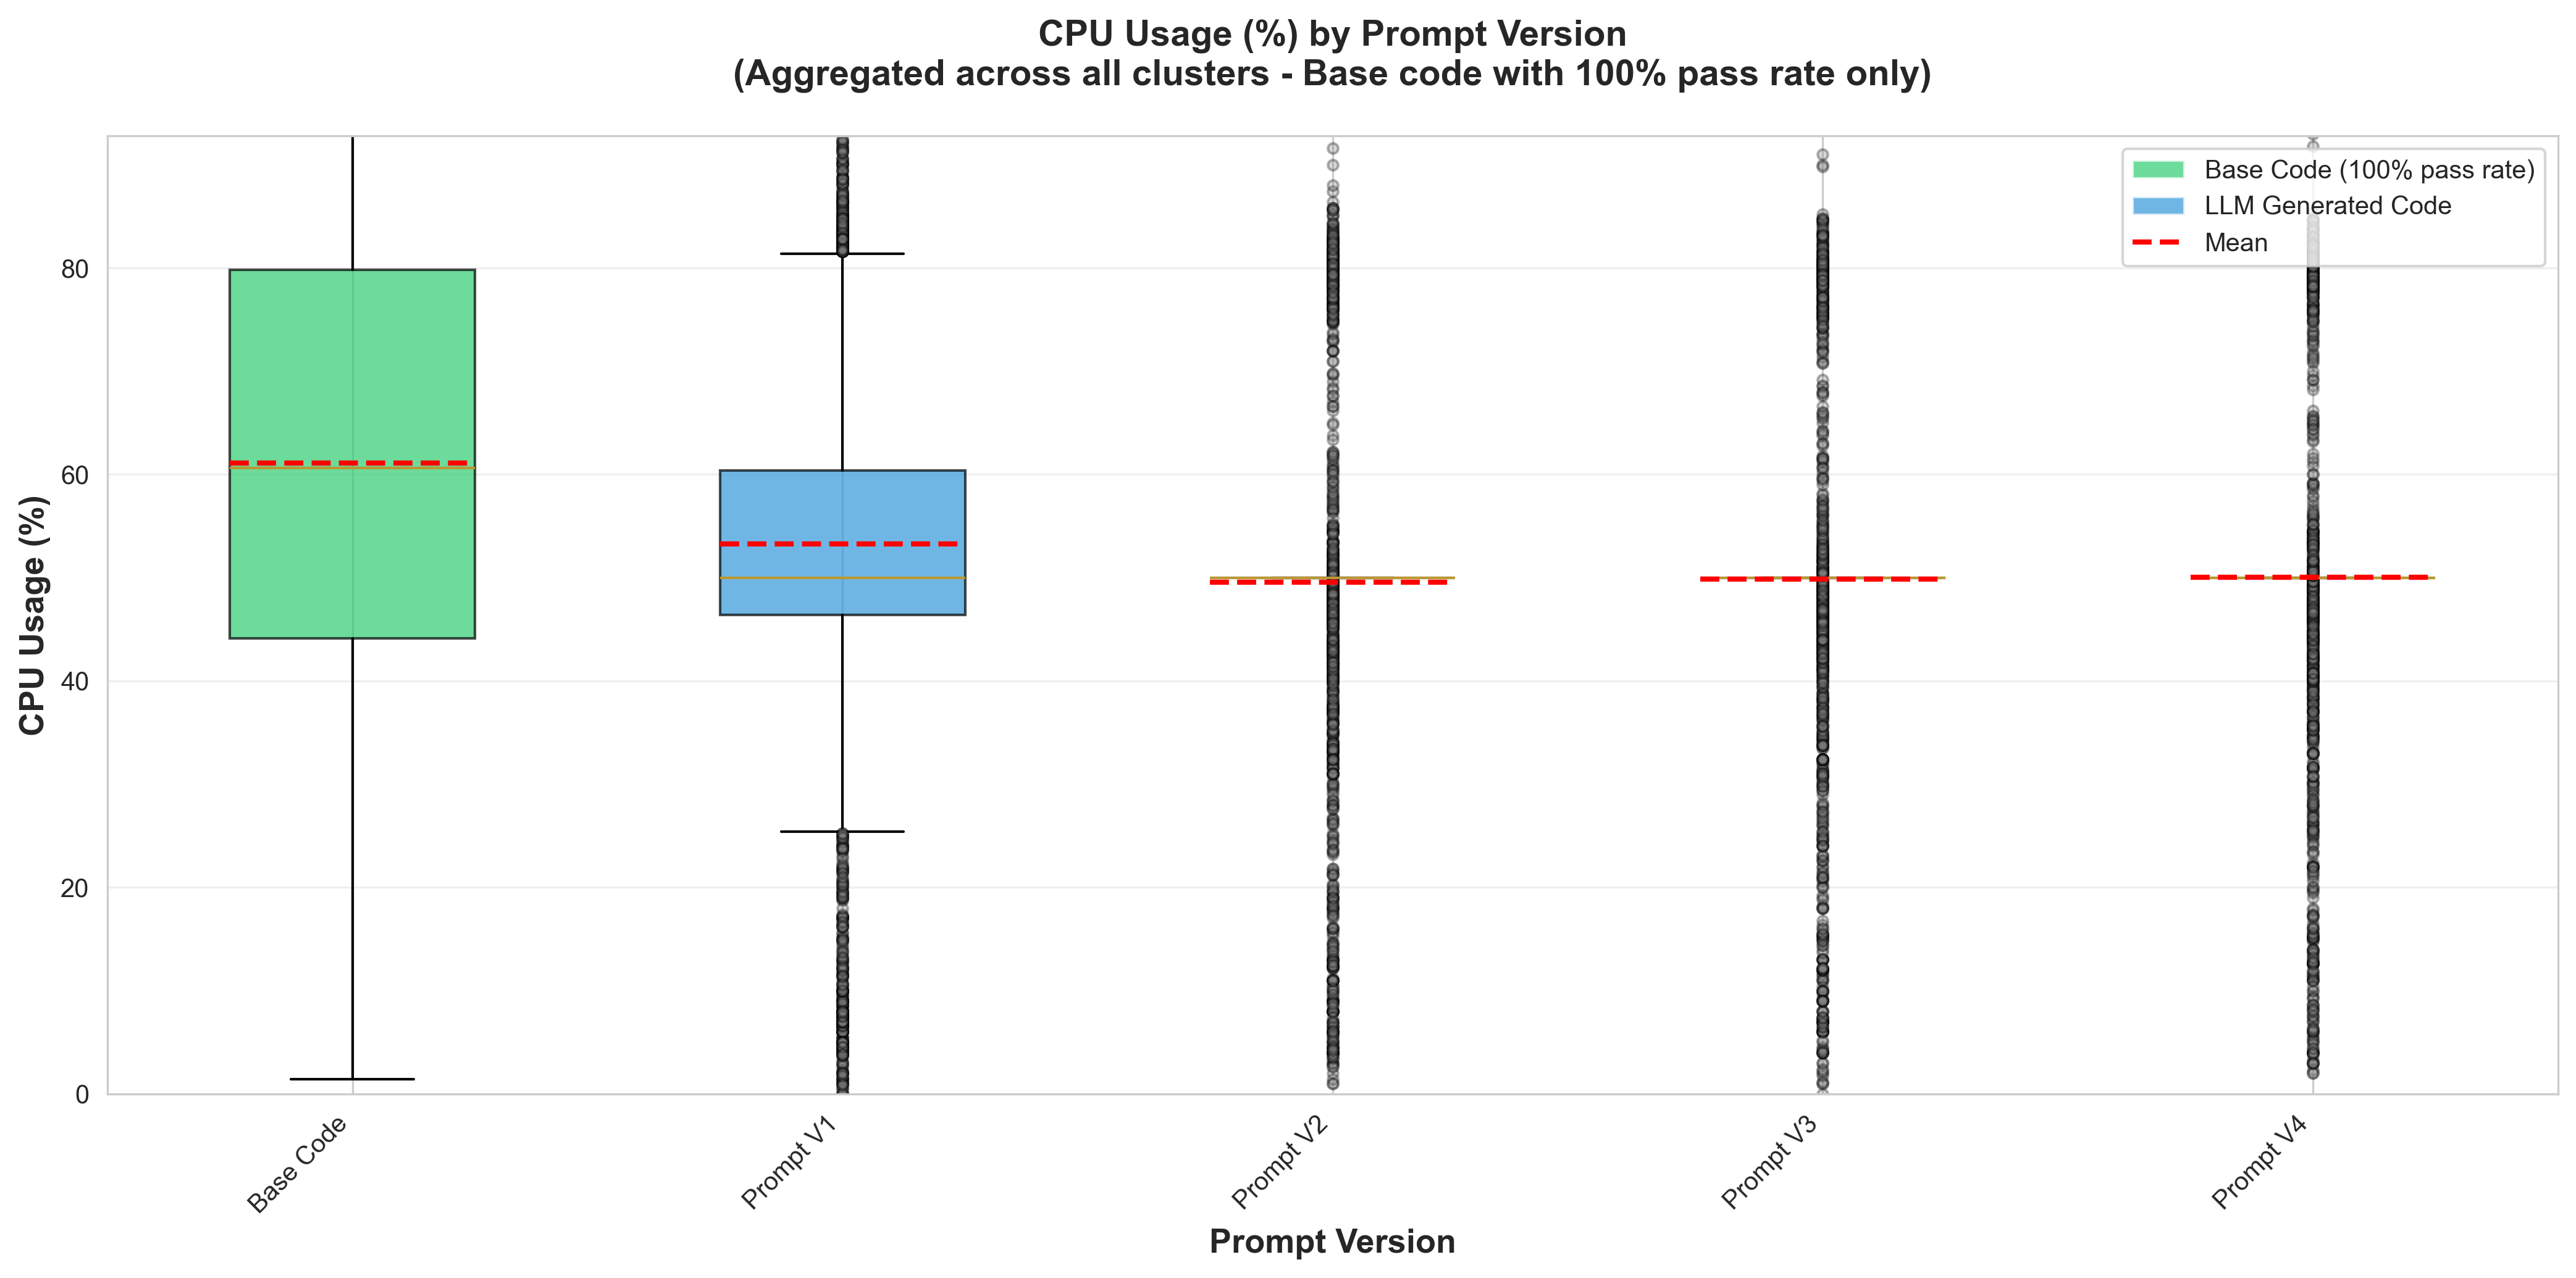 CPU Usage (%) by Prompt Version
(Aggregated across all clusters - Base code with 100% pass rate only)
Base Code (100% pass rate)
LLM Generated Code
Mean
CPU Usage (%)
80
60
40
20
0
Base Code
Prompt V1
Prompt V2
Prompt V3
Prompt V4
Prompt Version